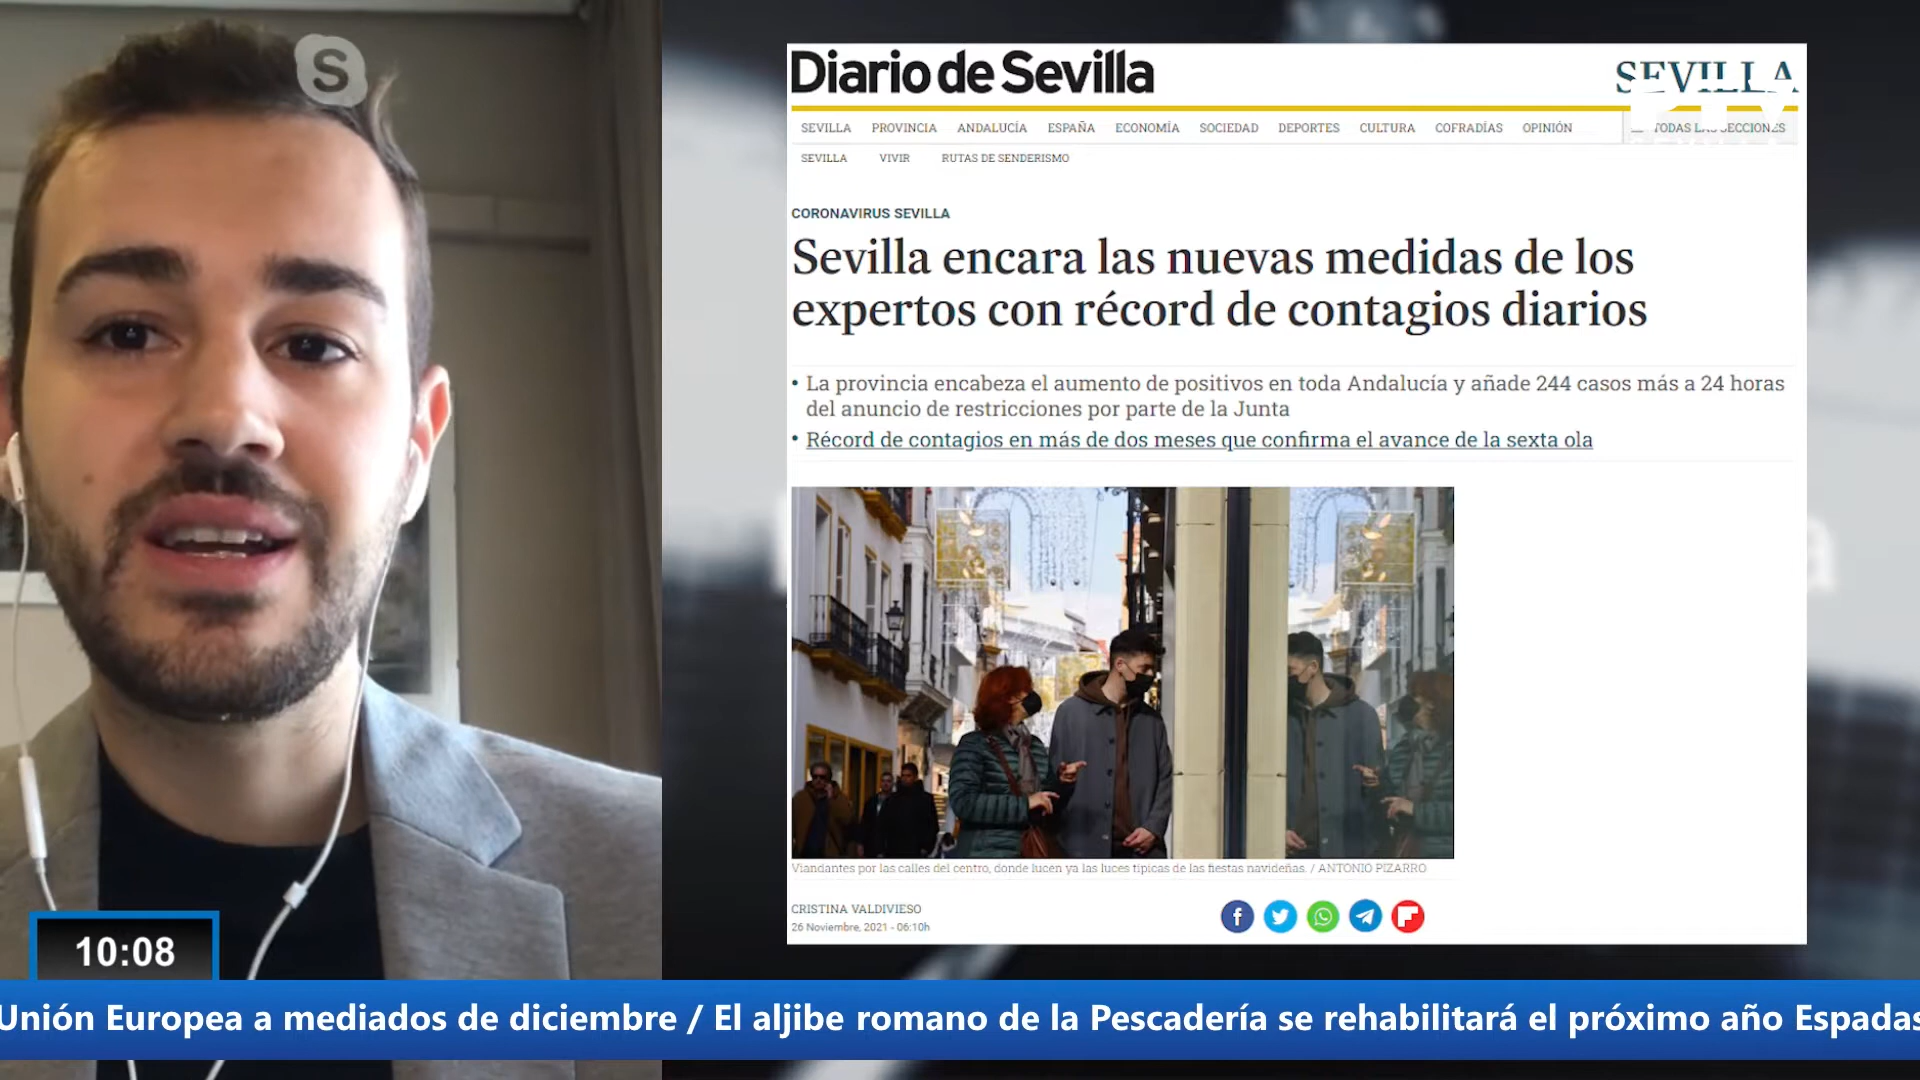 S
Diario de Sevilla
SEVILLA
PTV
SEVILLA PROVINCIA ANDALUCÍA ESPAÑA ECONOMÍA SOCIEDAD DEPORTES CULTURA COFRADÍAS OPINIÓN TODAS LAS SECCIONES
SEVILLA VIVIR RUTAS DE SENDERISMO
CORONAVIRUS SEVILLA
Sevilla encara las nuevas medidas de los
expertos con récord de contagios diarios
• La provincia encabeza el aumento de positivos en toda Andalucía y añade 244 casos más a 24 horas
del anuncio de restricciones por parte de la Junta
• Récord de contagios en más de dos meses que confirma el avance de la sexta ola
Viandantes por las calles del centro, donde lucen ya las luces típicas de las fiestas navideñas. / ANTONIO PIZARRO
CRISTINA VALDIVIESO
26 Noviembre, 2021 - 06:10h
10:08
Unión Europea a mediados de diciembre / El aljibe romano de la Pescadería se rehabilitará el próximo año Espadas